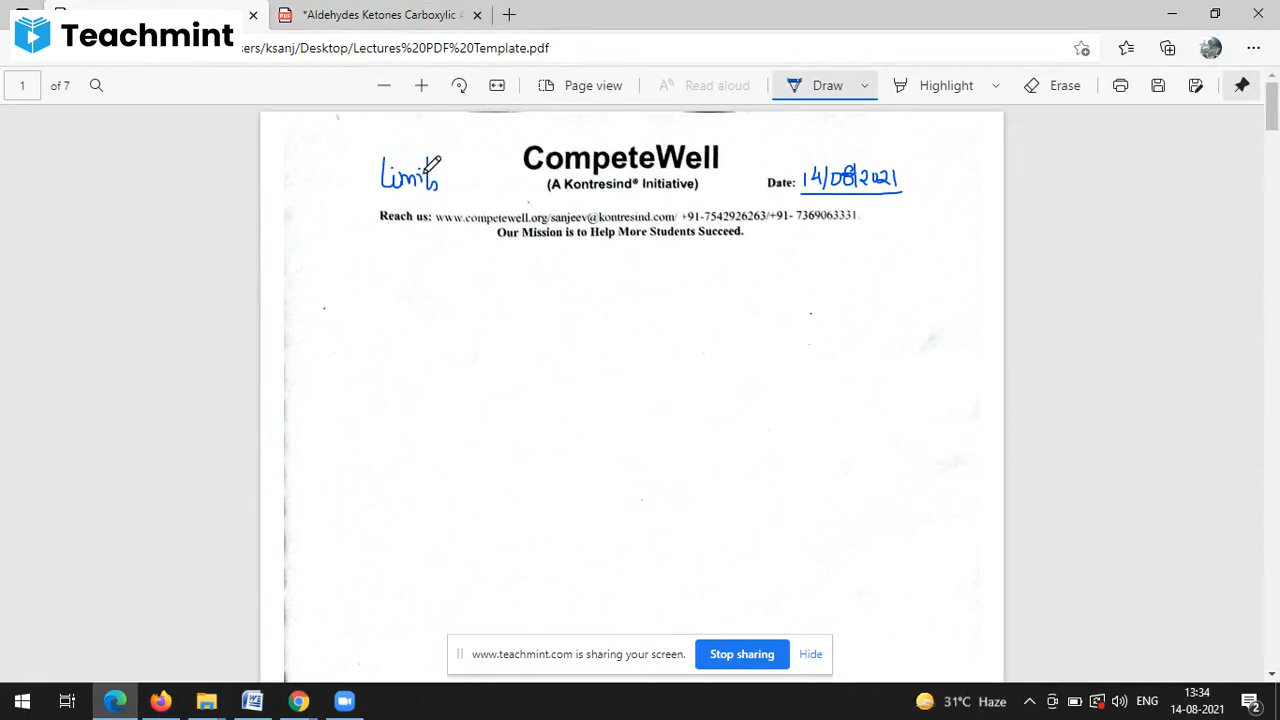 Teachmint
"Aldehydes Ketones Carboxylic
ers/ksanj/Desktop/Lectures%20PDF%20Template.pdf
1 of 7
Page view
Read aloud
Draw
Highlight
Erase
Limits
CompeteWell
(A Kontresind® Initiative)
Date: 14/08/2021
Reach us: www.competewell.org/sanjeev@kontresind.com/ +91-7542926263/+91- 7369063331
Our Mission is to Help More Students Succeed.
www.teachmint.com is sharing your screen.
Stop sharing
Hide
31°C Haze
ENG
13:34
14-08-2021
2